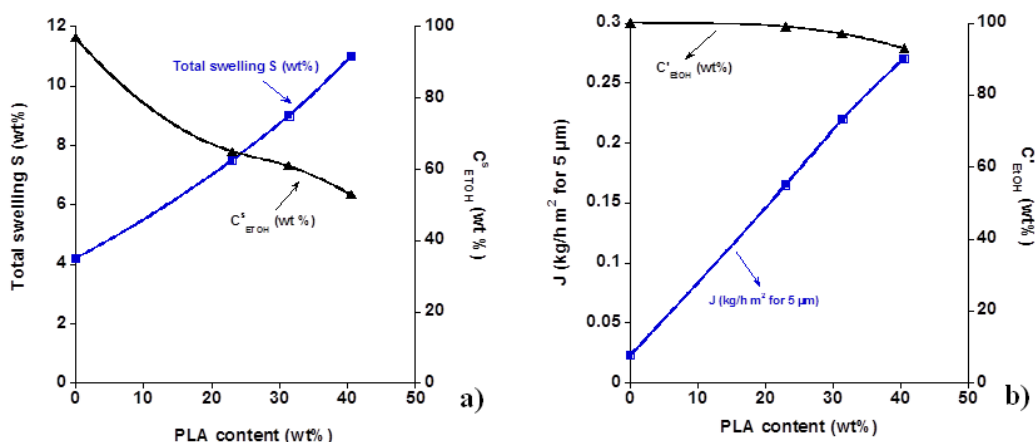 12
10
8
6
4
2
0
Total swelling S (wt%)
100
80
60
40
20
0
C^s_ETOH (wt %)
Total swelling S (wt%)
C^s_ETOH (wt %)
0 10 20 30 40 50
PLA content (wt%)
a)
0.3
0.25
0.2
0.15
0.1
0.05
0
J (kg/h m² for 5 µm)
100
80
60
40
20
0
C'_EtOH (wt%)
C'_EtOH (wt%)
J (kg/h m² for 5 µm)
0 10 20 30 40 50
PLA content (wt%)
b)